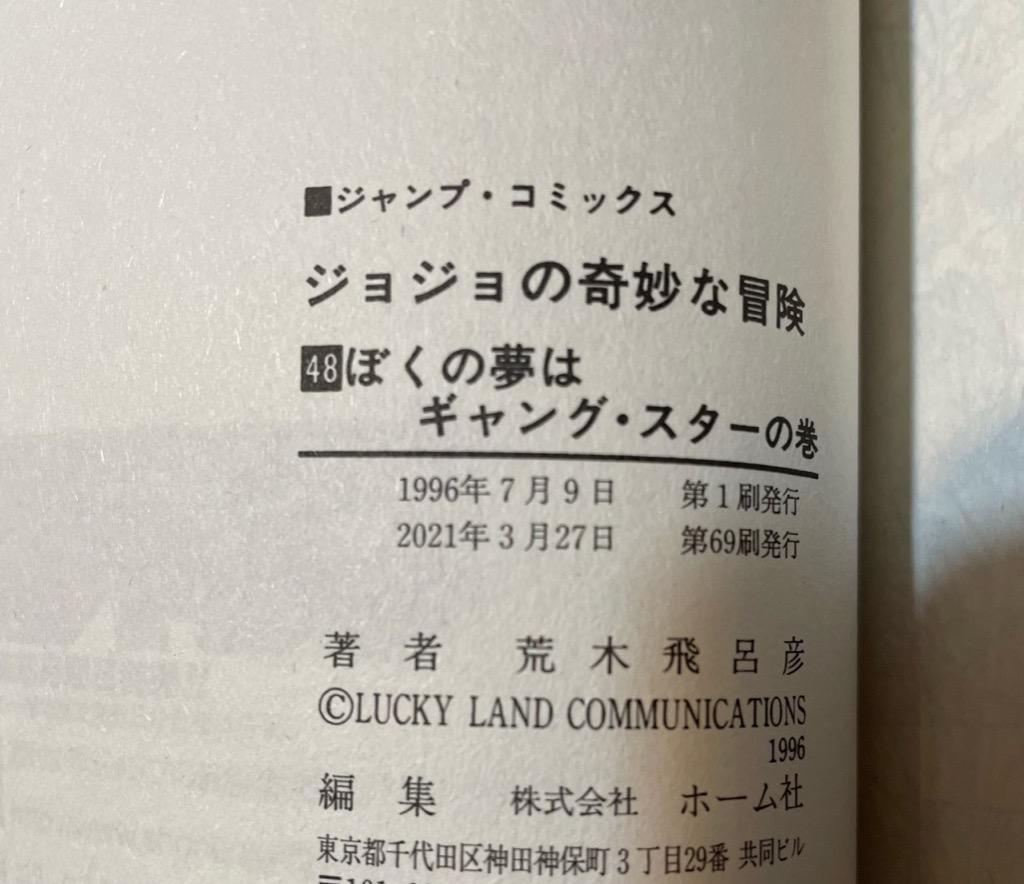 ■ジャンプ・コミックス
ジョジョの奇妙な冒険
48ぼくの夢は
ギャング・スターの巻
1996年7月9日 第1刷発行
2021年3月27日 第69刷発行
著者 荒木飛呂彦
©LUCKY LAND COMMUNICATIONS
1996
編集 株式会社 ホーム社
東京都千代田区神田神保町3丁目29番 共同ビル